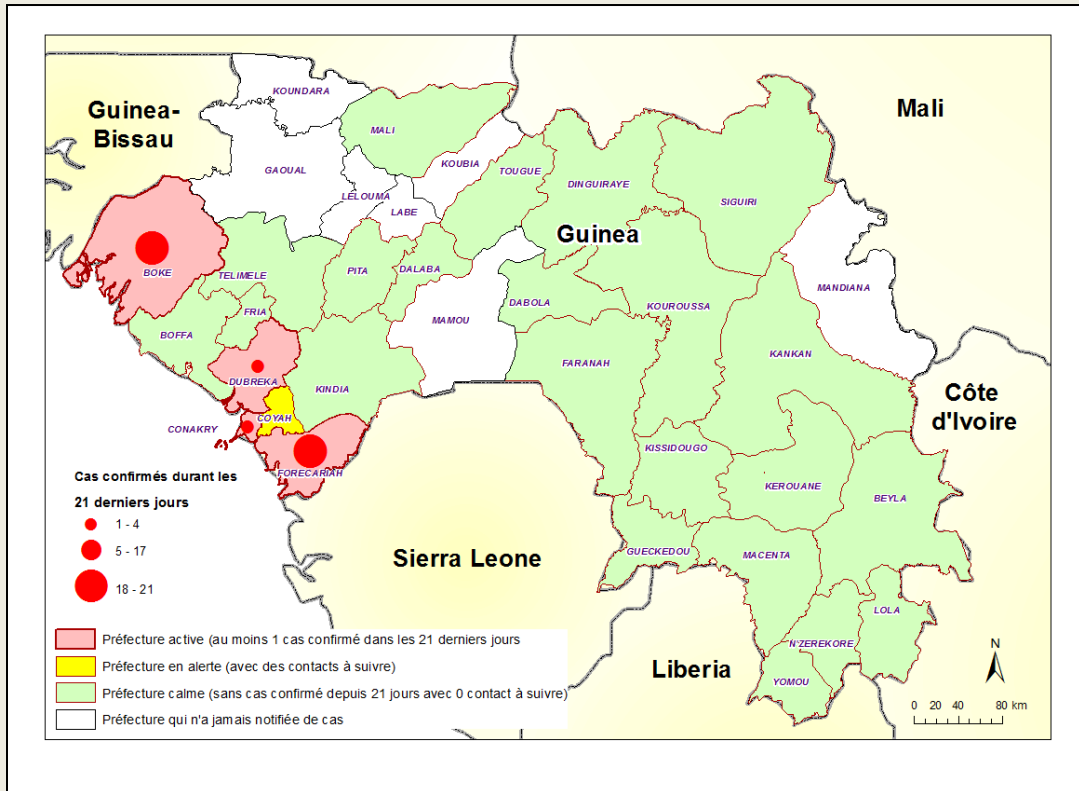 KOUNDARA
Guinea-
Bissau
Mali
MALI
KOUBIA
GAOUAL
TOUGUE
DINGUIRAYE
LELOUMA
SIGUIRI
LABE
Guinea
BOKE
TELIMELE
PITA
DALABA
MANDIANA
FRIA
DABOLA
KOUROUSSA
MAMOU
BOFFA
KANKAN
FARANAH
DUBREKA
KINDIA
Côte
d'Ivoire
COYAH
CONAKRY
KISSIDOUGO
FORECARIAH
Cas confirmés durant les
21 derniers jours
1 - 4
5 - 17
18 - 21
KEROUANE
BEYLA
Sierra Leone
GUECKEDOU
MACENTA
LOLA
N'ZEREKORE
Liberia
YOMOU
N
0 20 40 80 km
Préfecture active (au moins 1 cas confirmé dans les 21 derniers jours
Préfecture en alerte (avec des contacts à suivre)
Préfecture calme (sans cas confirmé depuis 21 jours avec 0 contact à suivre)
Préfecture qui n'a jamais notifiée de cas